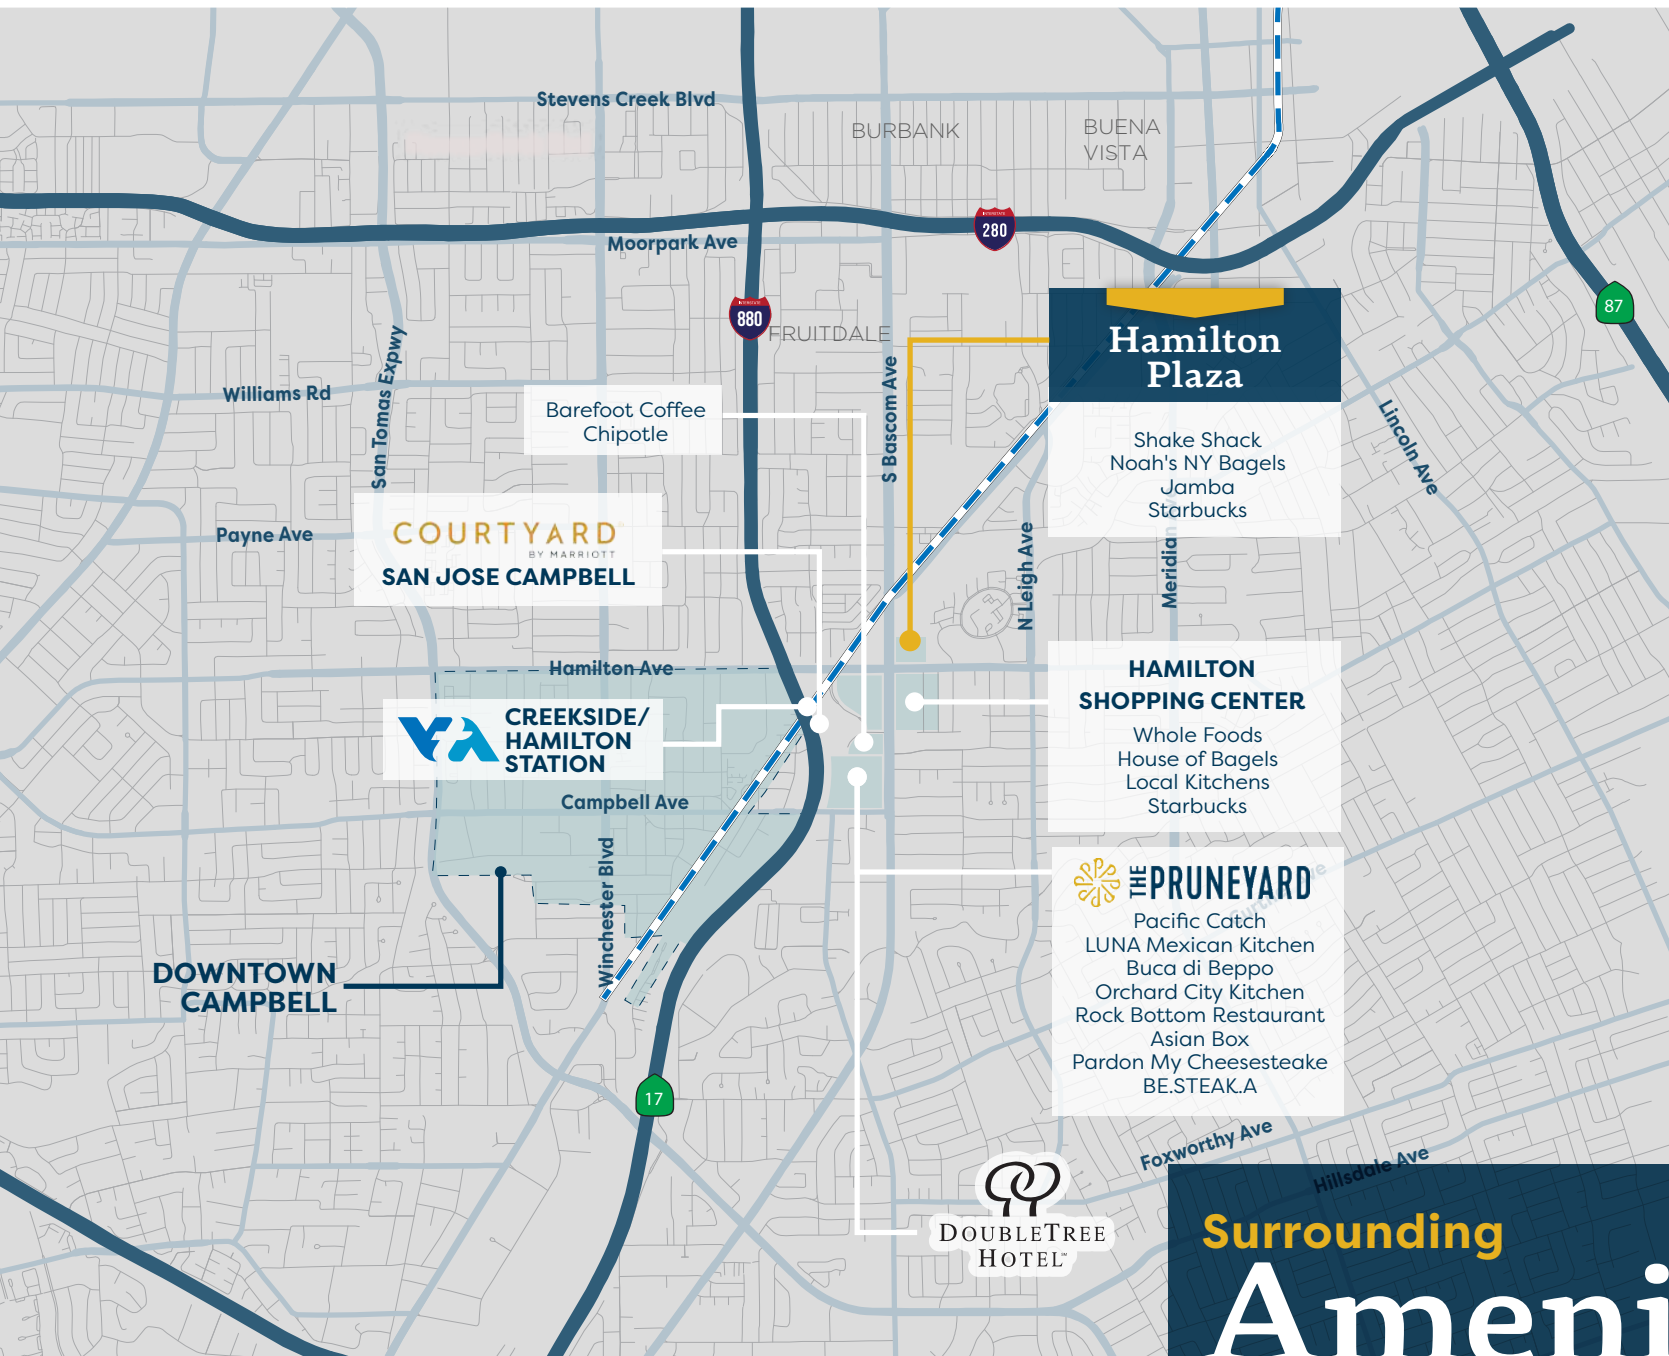 Stevens Creek Blvd
BURBANK
BUENA
VISTA
INTERSTATE
280
Moorpark Ave
INTERSTATE
880
FRUITDALE
87
Hamilton
Plaza
Shake Shack
Noah's NY Bagels
Jamba
Starbucks
San Tomas Expwy
Williams Rd
Barefoot Coffee
Chipotle
S Bascom Ave
Lincoln Ave
Payne Ave
COURTYARD
BY MARRIOTT
SAN JOSE CAMPBELL
N Leigh Ave
Meridian
Hamilton Ave
HAMILTON
SHOPPING CENTER
Whole Foods
House of Bagels
Local Kitchens
Starbucks
VTA
CREEKSIDE/
HAMILTON
STATION
Campbell Ave
Winchester Blvd
THE PRUNEYARD
Pacific Catch
LUNA Mexican Kitchen
Buca di Beppo
Orchard City Kitchen
Rock Bottom Restaurant
Asian Box
Pardon My Cheesesteake
BE.STEAK.A
DOWNTOWN
CAMPBELL
17
Foxworthy Ave
Hillsdale Ave
DOUBLETREE
HOTEL™
Surrounding
Ameni